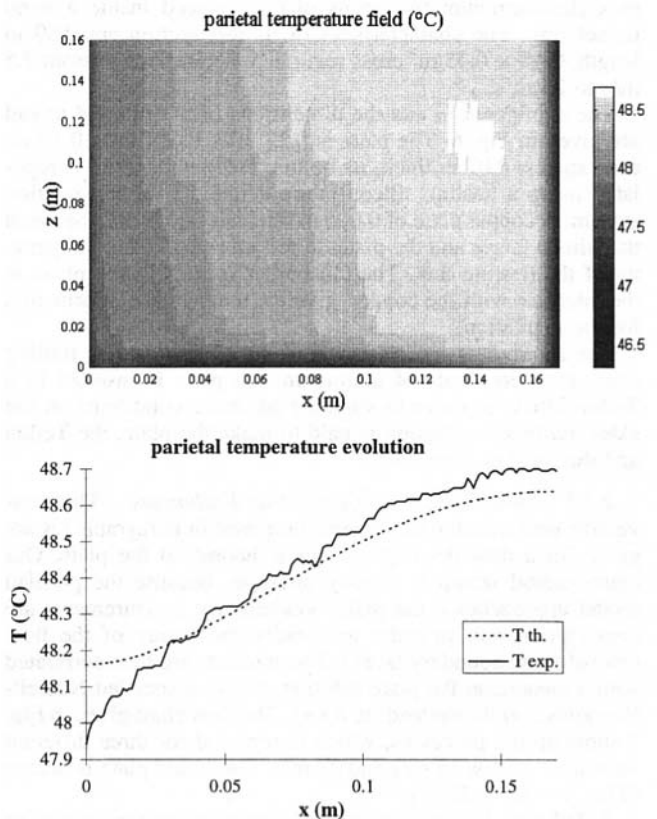 parietal temperature field (°C)
0.16
0.14
0.12
0.1
0.08
0.06
0.04
0.02
0
z (m)
0 0.02 0.04 0.06 0.08 0.1 0.12 0.14 0.16
x (m)
48.5
48
47.5
47
46.5
parietal temperature evolution
48.7
48.6
48.5
48.4
48.3
48.2
48.1
48
47.9
T (°C)
T th.
T exp.
0 0.05 0.1 0.15
x (m)